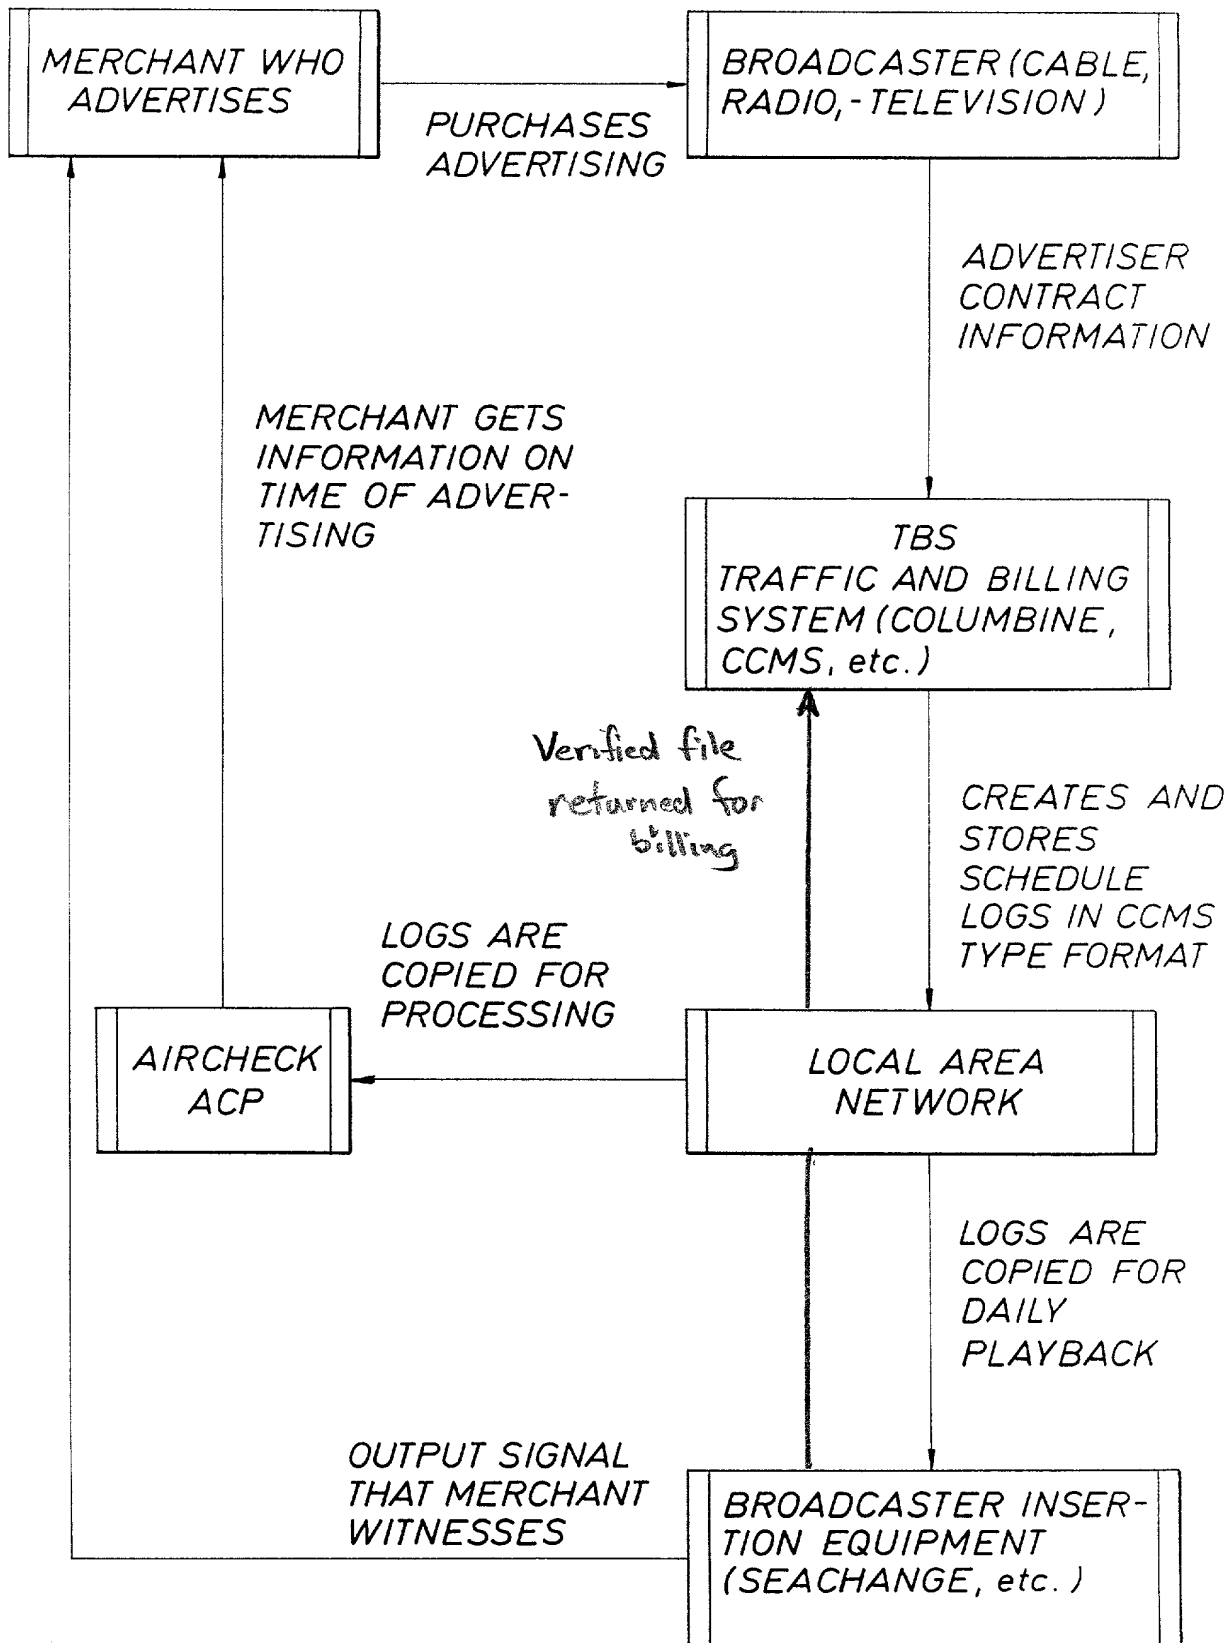 MERCHANT WHO
ADVERTISES
BROADCASTER (CABLE,
RADIO,-TELEVISION)
PURCHASES
ADVERTISING
ADVERTISER
CONTRACT
INFORMATION
MERCHANT GETS
INFORMATION ON
TIME OF ADVER-
TISING
TBS
TRAFFIC AND BILLING
SYSTEM (COLUMBINE,
CCMS, etc.)
Verified file
returned for
billing
CREATES AND
STORES
SCHEDULE
LOGS IN CCMS
TYPE FORMAT
LOGS ARE
COPIED FOR
PROCESSING
AIRCHECK
ACP
LOCAL AREA
NETWORK
LOGS ARE
COPIED FOR
DAILY
PLAYBACK
OUTPUT SIGNAL
THAT MERCHANT
WITNESSES
BROADCASTER INSER-
TION EQUIPMENT
(SEACHANGE, etc.)